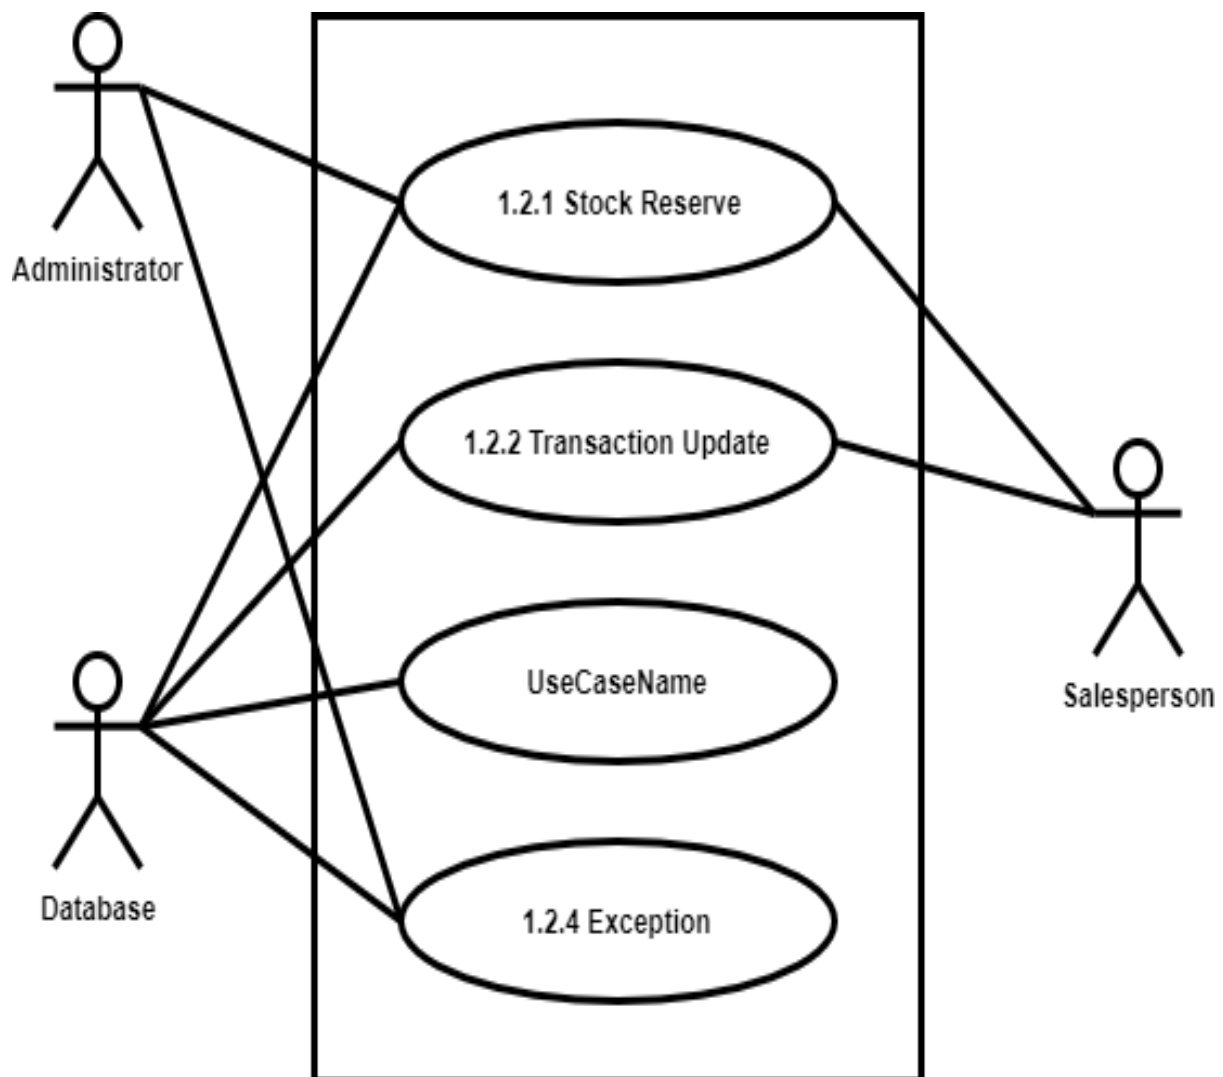 1.2.1 Stock Reserve
Administrator
1.2.2 Transaction Update
UseCaseName
Salesperson
Database
1.2.4 Exception